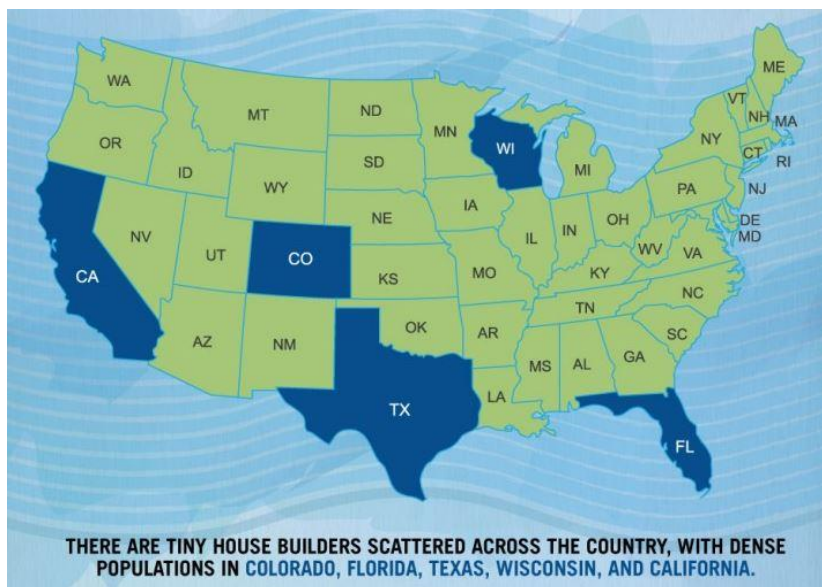 WA
MT
ND
MN
ME
VT
NH
MA
OR
ID
SD
WI
NY
CT
RI
WY
MI
PA
NJ
NV
UT
CO
NE
IA
IL
IN
OH
DE
MD
WV
VA
CA
KS
MO
KY
NC
TN
AZ
NM
OK
AR
SC
MS
AL
GA
LA
TX
FL
THERE ARE TINY HOUSE BUILDERS SCATTERED ACROSS THE COUNTRY, WITH DENSE
POPULATIONS IN COLORADO, FLORIDA, TEXAS, WISCONSIN, AND CALIFORNIA.